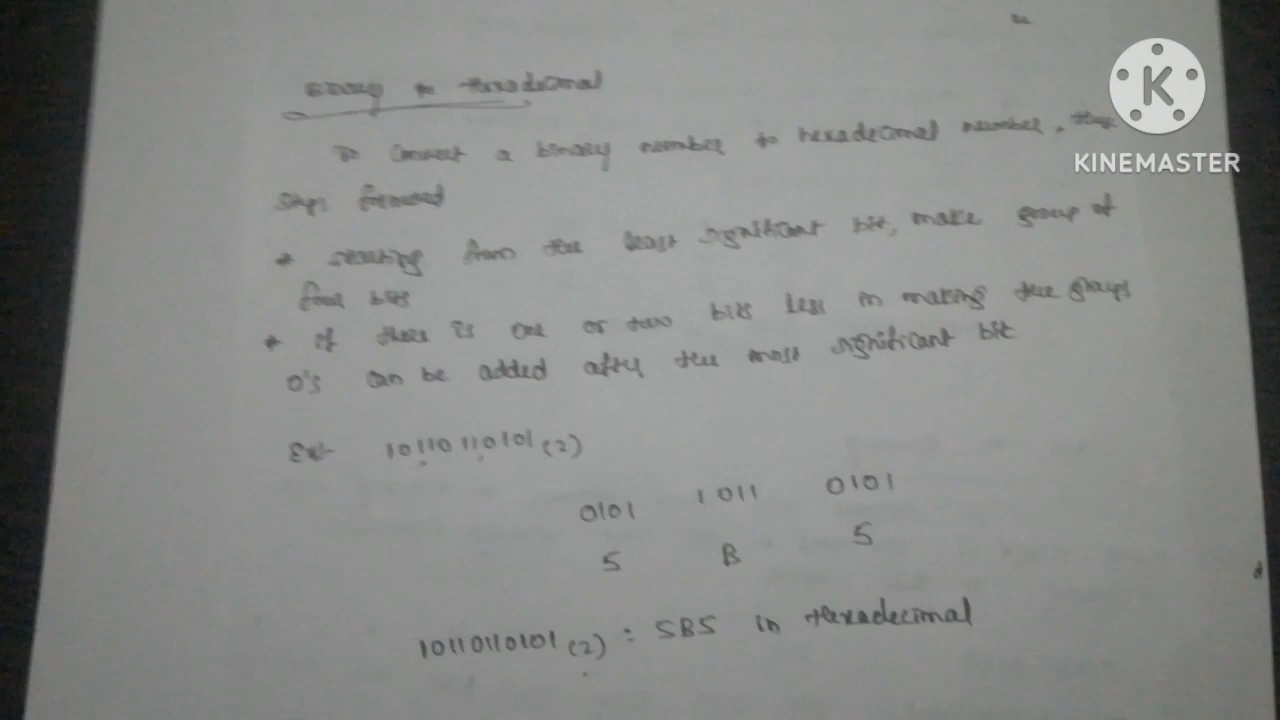 Binary to Hexadecimal
To convert a binary number to hexadecimal number, these
KINEMASTER
steps
* starting from the least significant bit, make group of
four bits
* if there is one or two bits less in making the groups
0's can be added after the most significant bit
Ex:- 10110110101 (2)
0101 1011 0101
5 B 5
10110110101 (2) : 5B5 in Hexadecimal